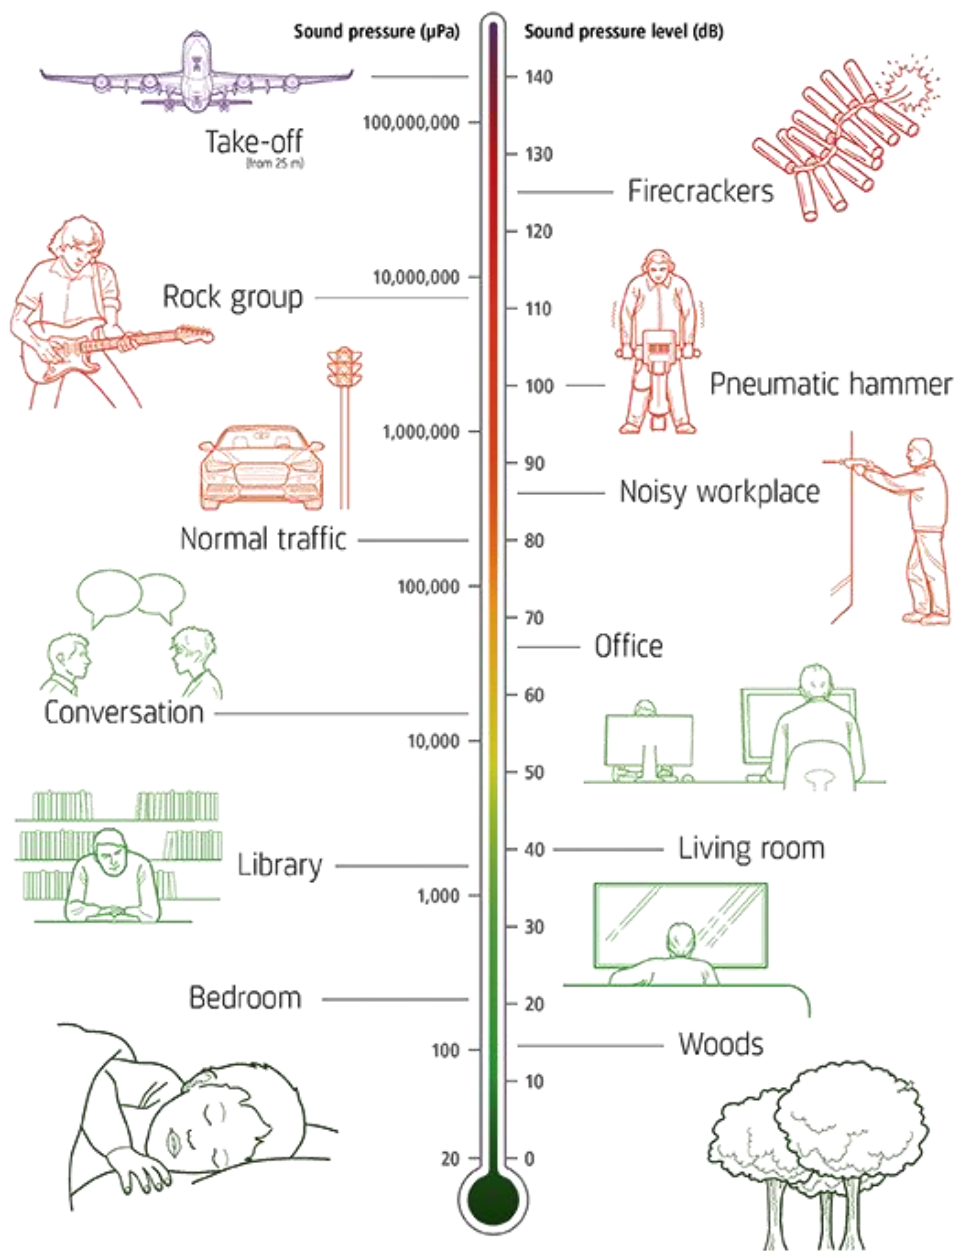 Sound pressure (µPa)
Sound pressure level (dB)
140
Take-off
(from 25 m)
100,000,000
130
Firecrackers
120
10,000,000
Rock group
110
100
Pneumatic hammer
1,000,000
90
Noisy workplace
Normal traffic
80
100,000
70
Office
60
Conversation
10,000
50
40
Living room
Library
1,000
30
Bedroom
20
Woods
100
10
20
0